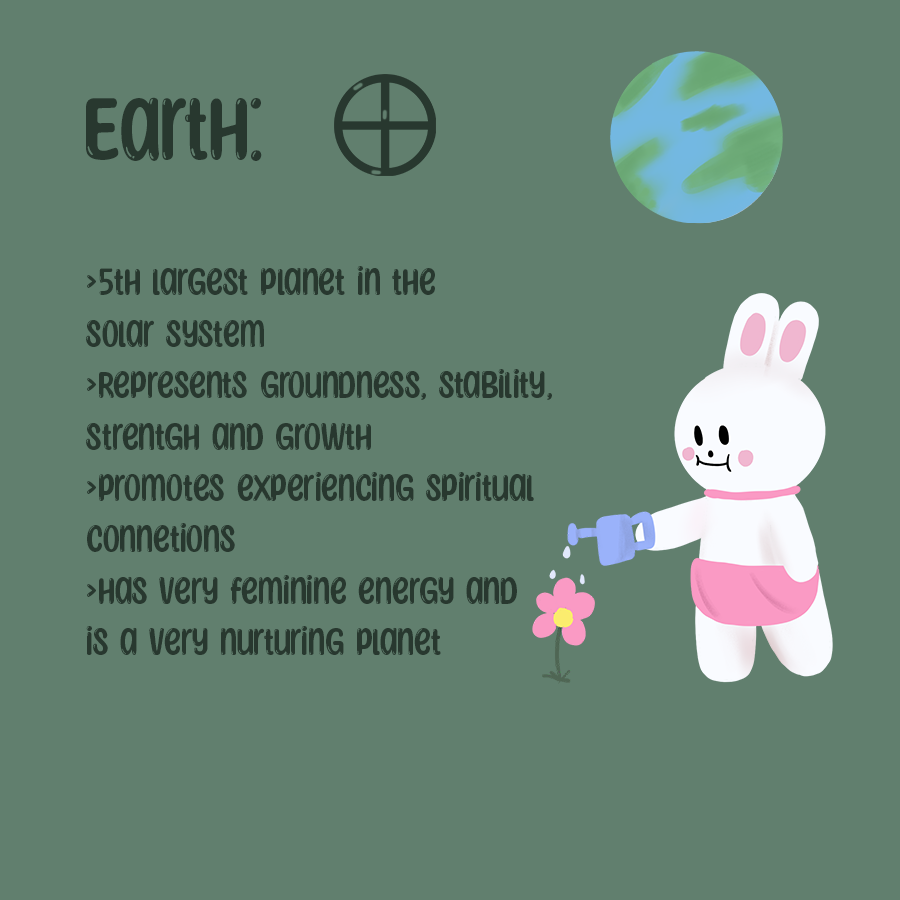 Earth:
>5th largest planet in the
solar system
>Represents Groundness, stability,
strentgh and Growth
>Promotes experiencing spiritual
connetions
>Has very feminine energy and
is a very nurturing planet